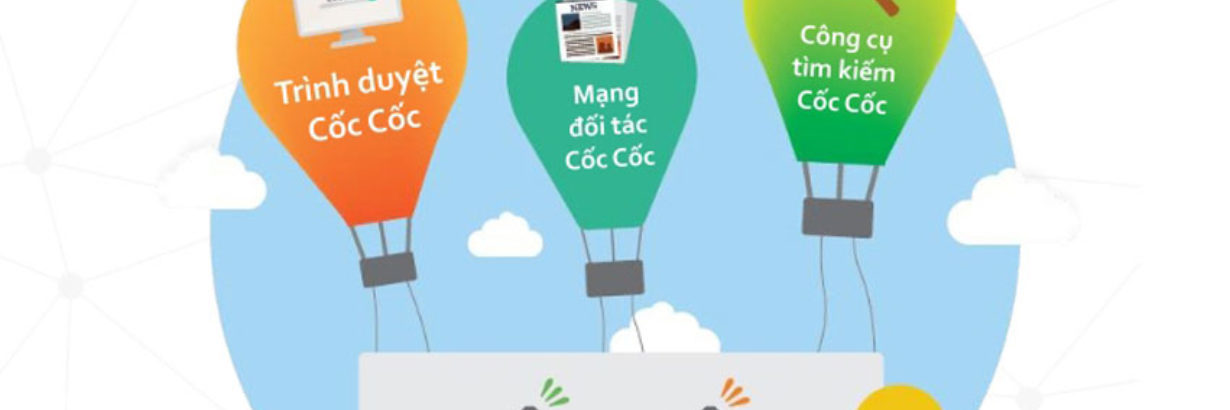 NEWS
Trình duyệt
Cốc Cốc
Mạng
đối tác
Cốc Cốc
Công cụ
tìm kiếm
Cốc Cốc